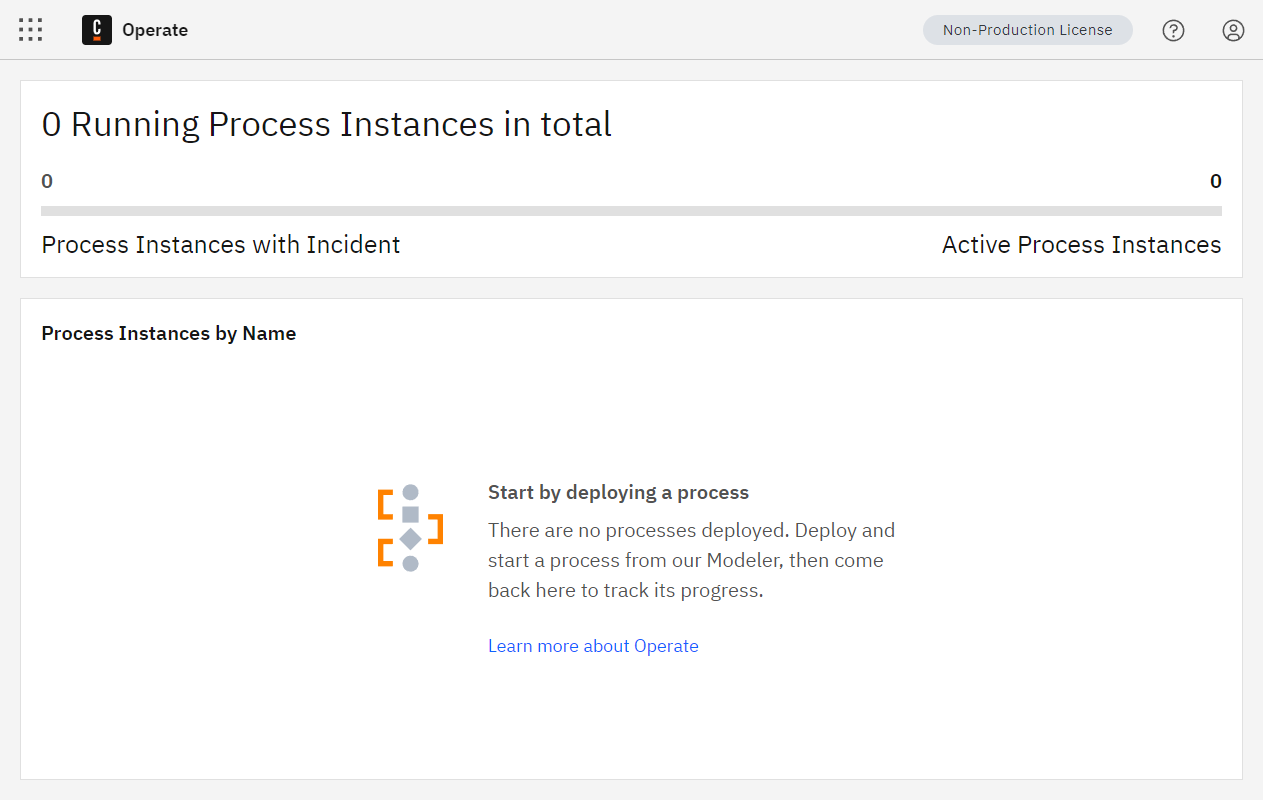 C Operate
Non-Production License
0 Running Process Instances in total
0
0
Process Instances with Incident
Active Process Instances
Process Instances by Name
Start by deploying a process
There are no processes deployed. Deploy and
start a process from our Modeler, then come
back here to track its progress.
Learn more about Operate